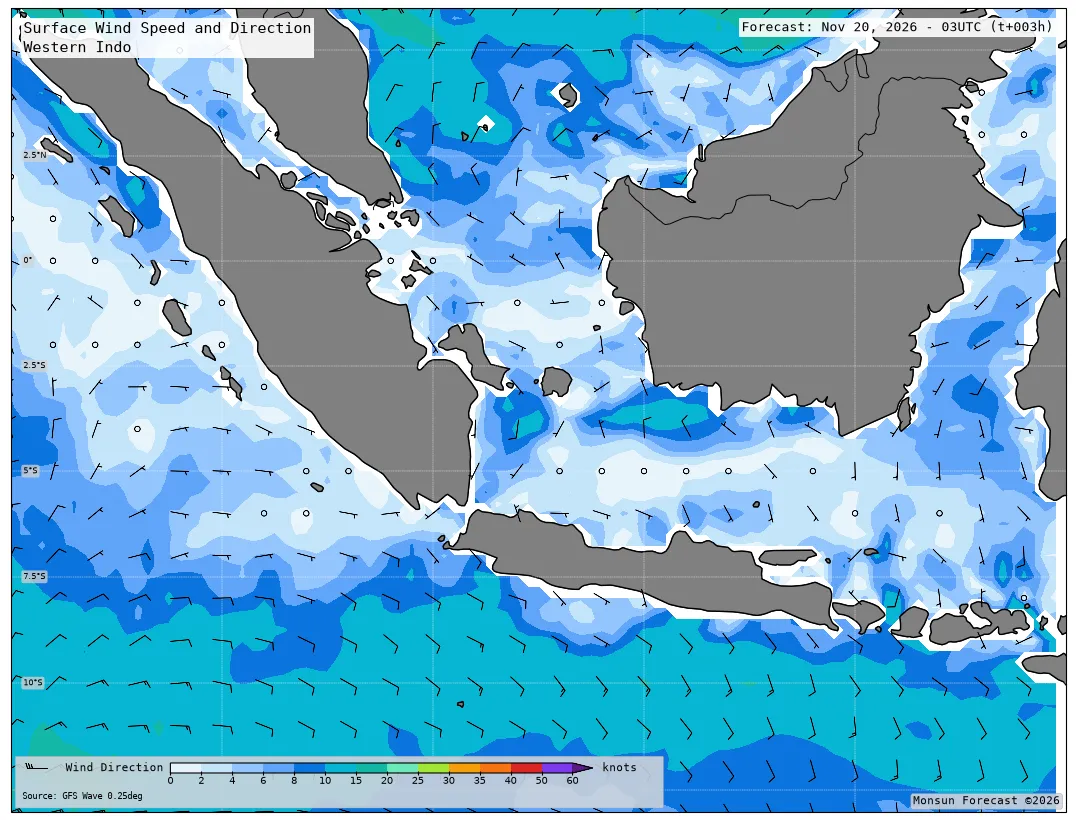 Surface Wind Speed and Direction
Western Indo
Forecast: Nov 20, 2026 - 03UTC (t+003h)
2.5°N
0°
2.5°S
5°S
7.5°S
10°S
Wind Direction
0 2 4 6 8 10 15 20 25 30 35 40 50 60
knots
Source: GFS Wave 0.25deg
Monsun Forecast ©2026